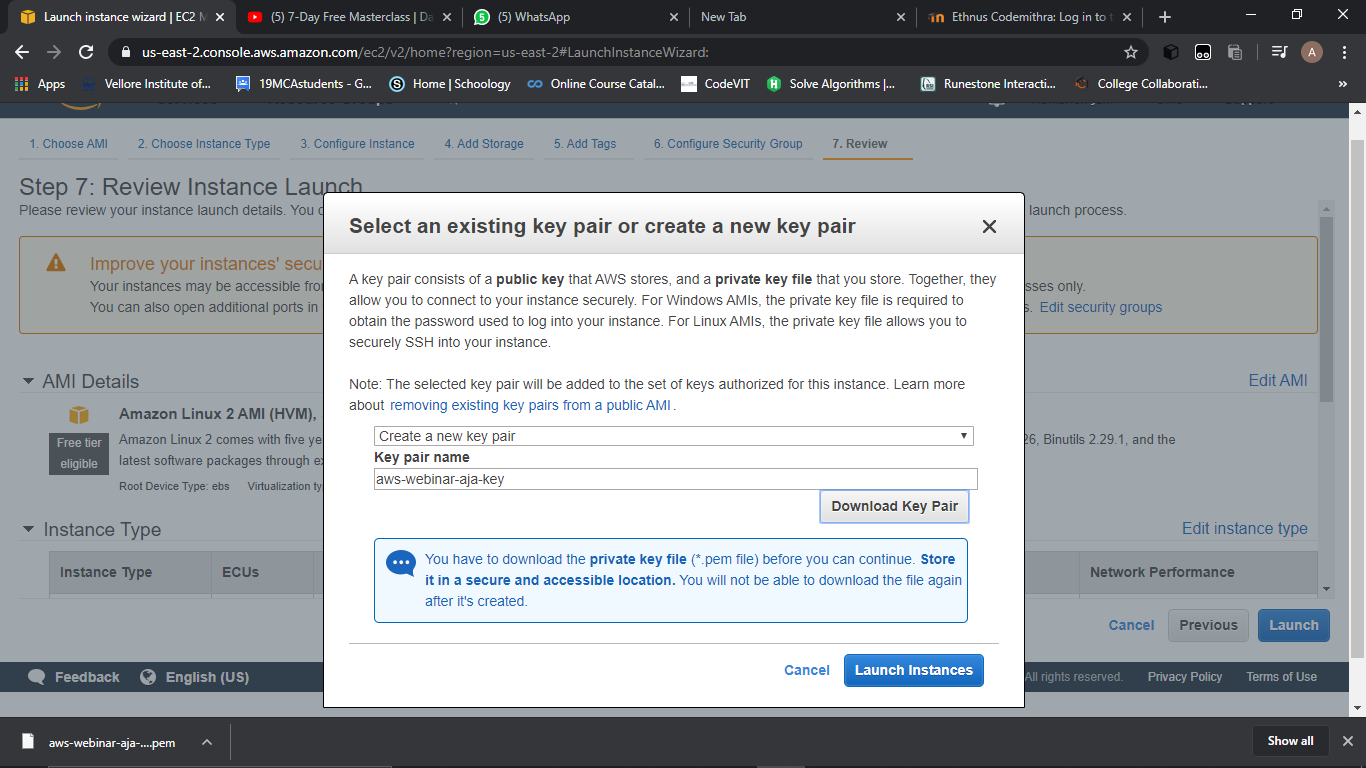 Launch instance wizard | EC2 M
(5) 7-Day Free Masterclass | Da
(5) WhatsApp
New Tab
Ethnus Codemithra: Log in to t
us-east-2.console.aws.amazon.com/ec2/v2/home?region=us-east-2#LaunchInstanceWizard:
A
Apps
Vellore Institute of...
19MCAstudents - G...
Home | Schoology
Online Course Catal...
CodeVIT
Solve Algorithms |...
Runestone Interacti...
College Collaborati...
»
1. Choose AMI
2. Choose Instance Type
3. Configure Instance
4. Add Storage
5. Add Tags
6. Configure Security Group
7. Review
Step 7: Review Instance Launch
Please review your instance launch details. You c
launch process.
Improve your instances' secu
Your instances may be accessible fro
sses only.
You can also open additional ports in
s. Edit security groups
AMI Details
Edit AMI
Amazon Linux 2 AMI (HVM),
Free tier
eligible
Amazon Linux 2 comes with five ye
26, Binutils 2.29.1, and the
latest software packages through ex
Root Device Type: ebs Virtualization ty
Instance Type
Edit instance type
Instance Type
ECUs
Network Performance
Cancel
Previous
Launch
Select an existing key pair or create a new key pair
A key pair consists of a public key that AWS stores, and a private key file that you store. Together, they
allow you to connect to your instance securely. For Windows AMIs, the private key file is required to
obtain the password used to log into your instance. For Linux AMIs, the private key file allows you to
securely SSH into your instance.
Note: The selected key pair will be added to the set of keys authorized for this instance. Learn more
about removing existing key pairs from a public AMI .
Create a new key pair
Key pair name
aws-webinar-aja-key
Download Key Pair
You have to download the private key file (*.pem file) before you can continue. Store
it in a secure and accessible location. You will not be able to download the file again
after it's created.
Cancel
Launch Instances
Feedback
English (US)
All rights reserved.
Privacy Policy
Terms of Use
aws-webinar-aja-....pem
Show all